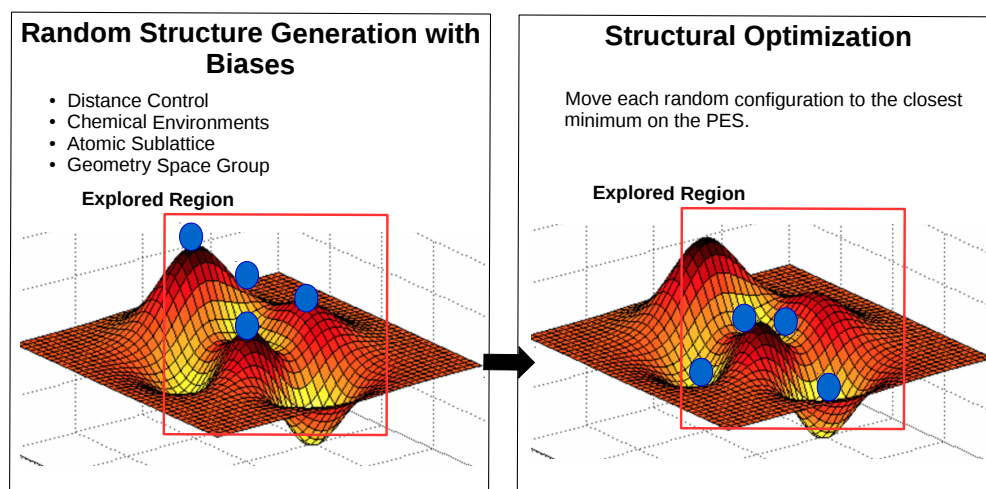 Random Structure Generation with
Biases
• Distance Control
• Chemical Environments
• Atomic Sublattice
• Geometry Space Group
Explored Region
Structural Optimization
Move each random configuration to the closest
minimum on the PES.
Explored Region